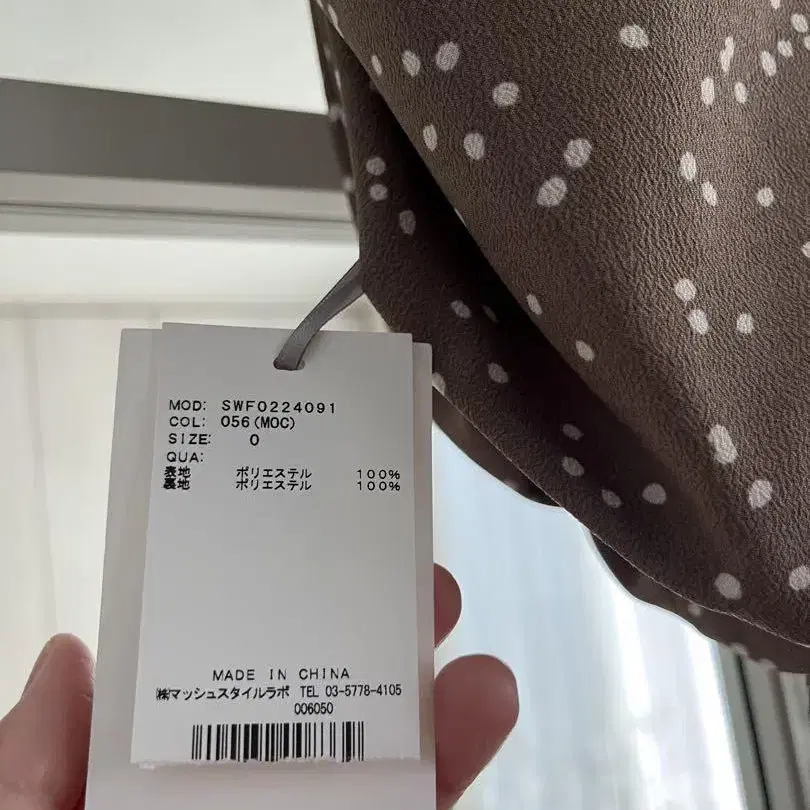 MOD: SWF0224091
COL: 056(MOC)
SIZE: 0
QUA:
表地 ポリエステル 100%
裏地 ポリエステル 100%
MADE IN CHINA
㈱マッシュスタイルラボ TEL 03-5778-4105
006050